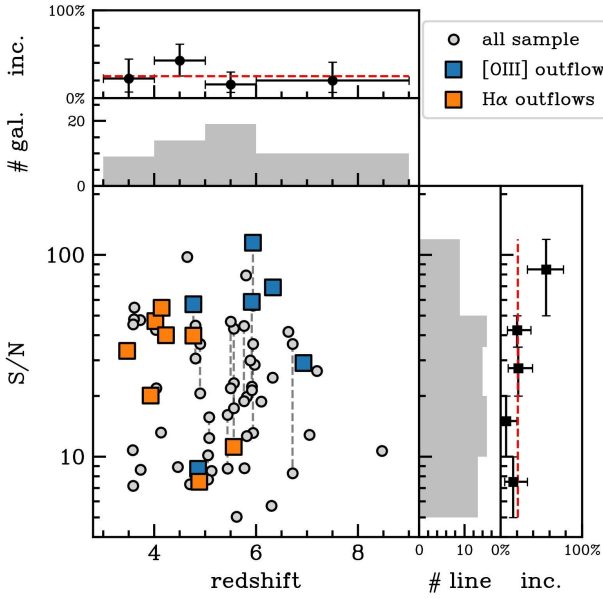 100%
inc.
0%
all sample
[OIII] outflow
Hα outflows
20
# gal.
0
100
S/N
10
4
6
8
redshift
0
10
# line
0%
100%
inc.